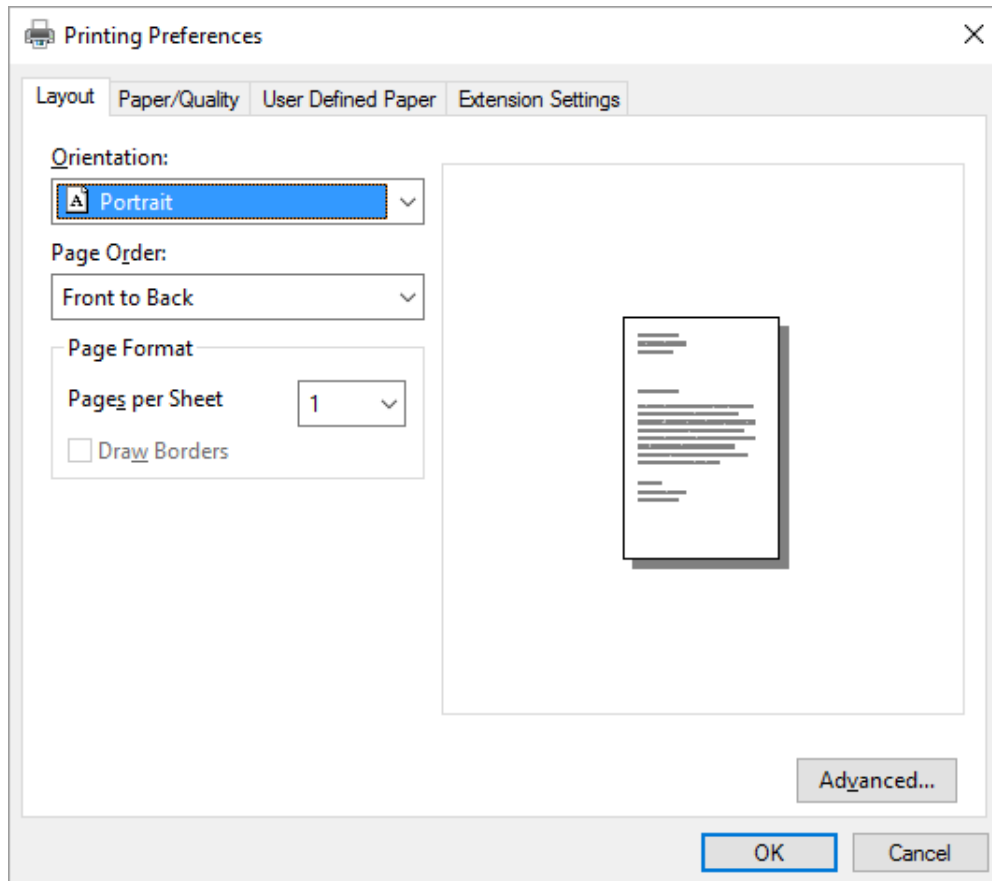 Printing Preferences
Layout Paper/Quality User Defined Paper Extension Settings
Orientation:
A Portrait
Page Order:
Front to Back
Page Format
Pages per Sheet 1
Draw Borders
Advanced...
OK Cancel